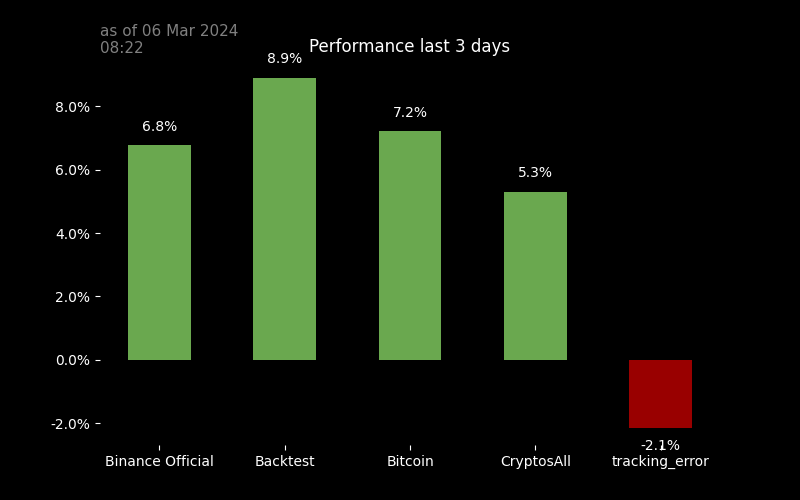 as of 06 Mar 2024
08:22
Performance last 3 days
8.9%
8.0%
7.2%
6.8%
6.0%
5.3%
4.0%
2.0%
0.0%
-2.0%
-2.1%
Binance Official
Backtest
Bitcoin
CryptosAll
tracking_error